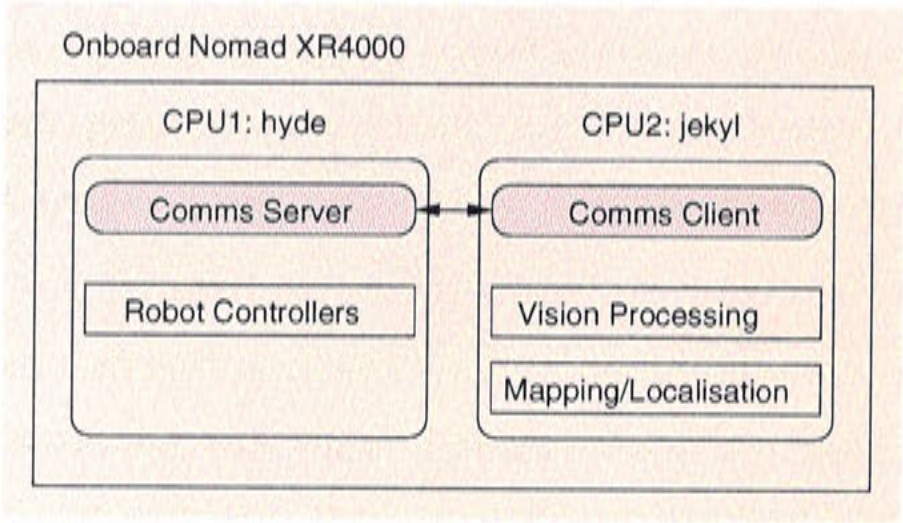 Onboard Nomad XR4000
CPU1: hyde
CPU2: jekyl
Comms Server
Comms Client
Robot Controllers
Vision Processing
Mapping/Localisation